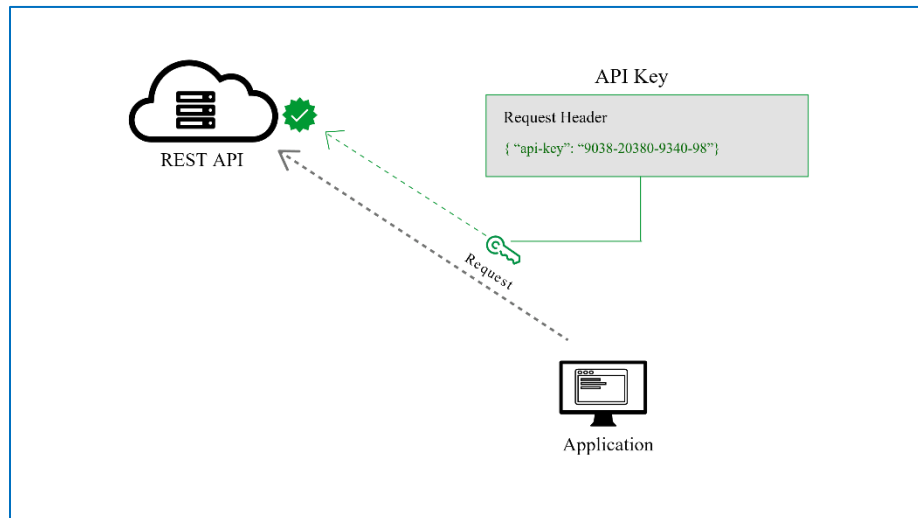 API Key
Request Header
{ “api-key”: “9038-20380-9340-98”}
REST API
Request
Application